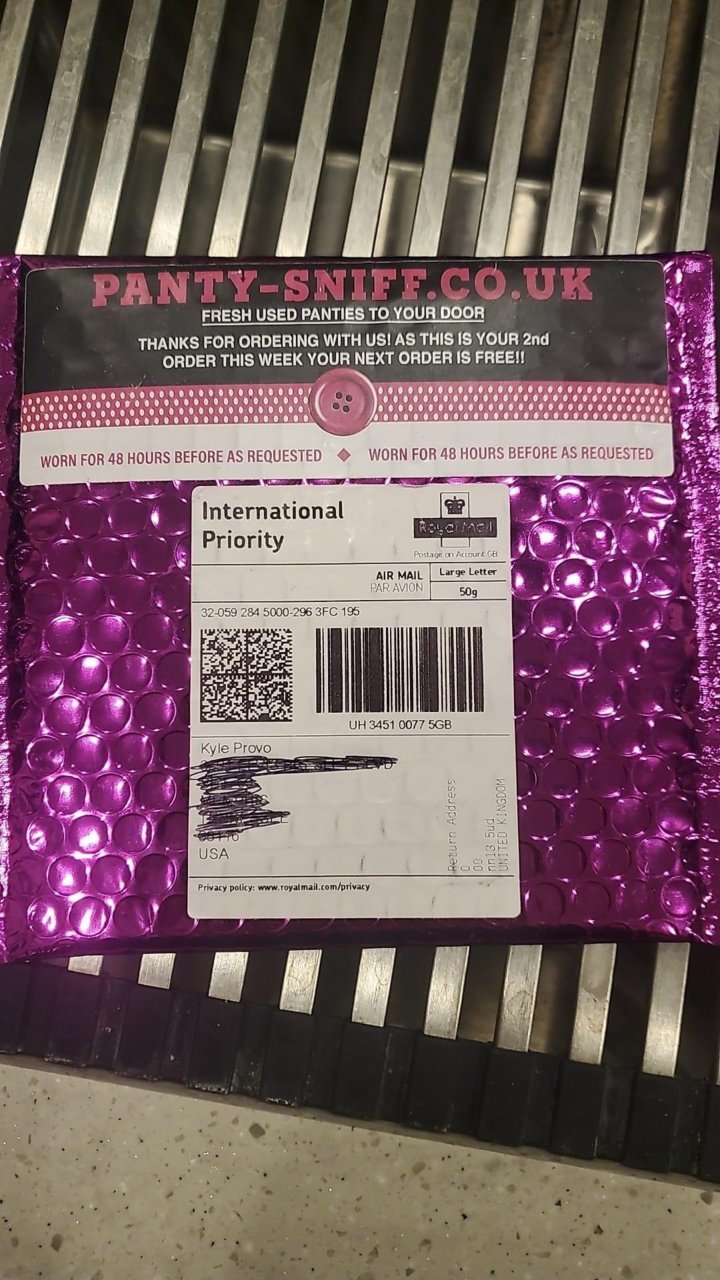 PANTY-SNIFF.CO.UK
FRESH USED PANTIES TO YOUR DOOR
THANKS FOR ORDERING WITH US! AS THIS IS YOUR 2nd
ORDER THIS WEEK YOUR NEXT ORDER IS FREE!!
WORN FOR 48 HOURS BEFORE AS REQUESTED ◆ WORN FOR 48 HOURS BEFORE AS REQUESTED
International
Priority
Royal Mail
Postage on Account GB
AIR MAIL
PAR AVION
Large Letter
50g
32-059 284 5000-296 3FC 195
UH 3451 0077 5GB
Kyle Provo
USA
Return Address
0
00
nn13 5ud
UNITED KINGDOM
Privacy policy: www.royalmail.com/privacy